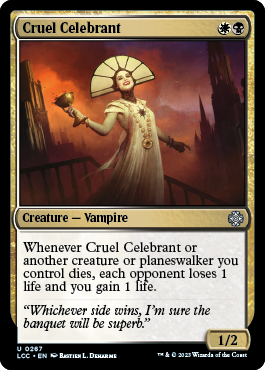 Cruel Celebrant
Creature — Vampire
Whenever Cruel Celebrant or
another creature or planeswalker you
control dies, each opponent loses 1
life and you gain 1 life.
“Whichever side wins, I’m sure the
banquet will be superb.”
1/2
U 0267
LCC • EN Bastien L. Deharme
™ & © 2023 Wizards of the Coast